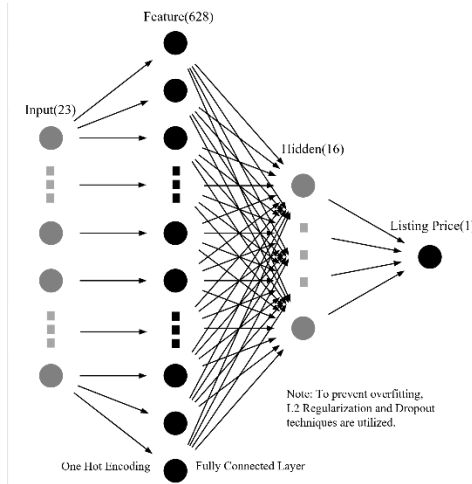 Feature(628)
Input(23)
Hidden(16)
Listing Price(1
Note: To prevent overfitting,
L2 Regularization and Dropout
techniques are utilized.
One Hot Encoding
Fully Connected Layer